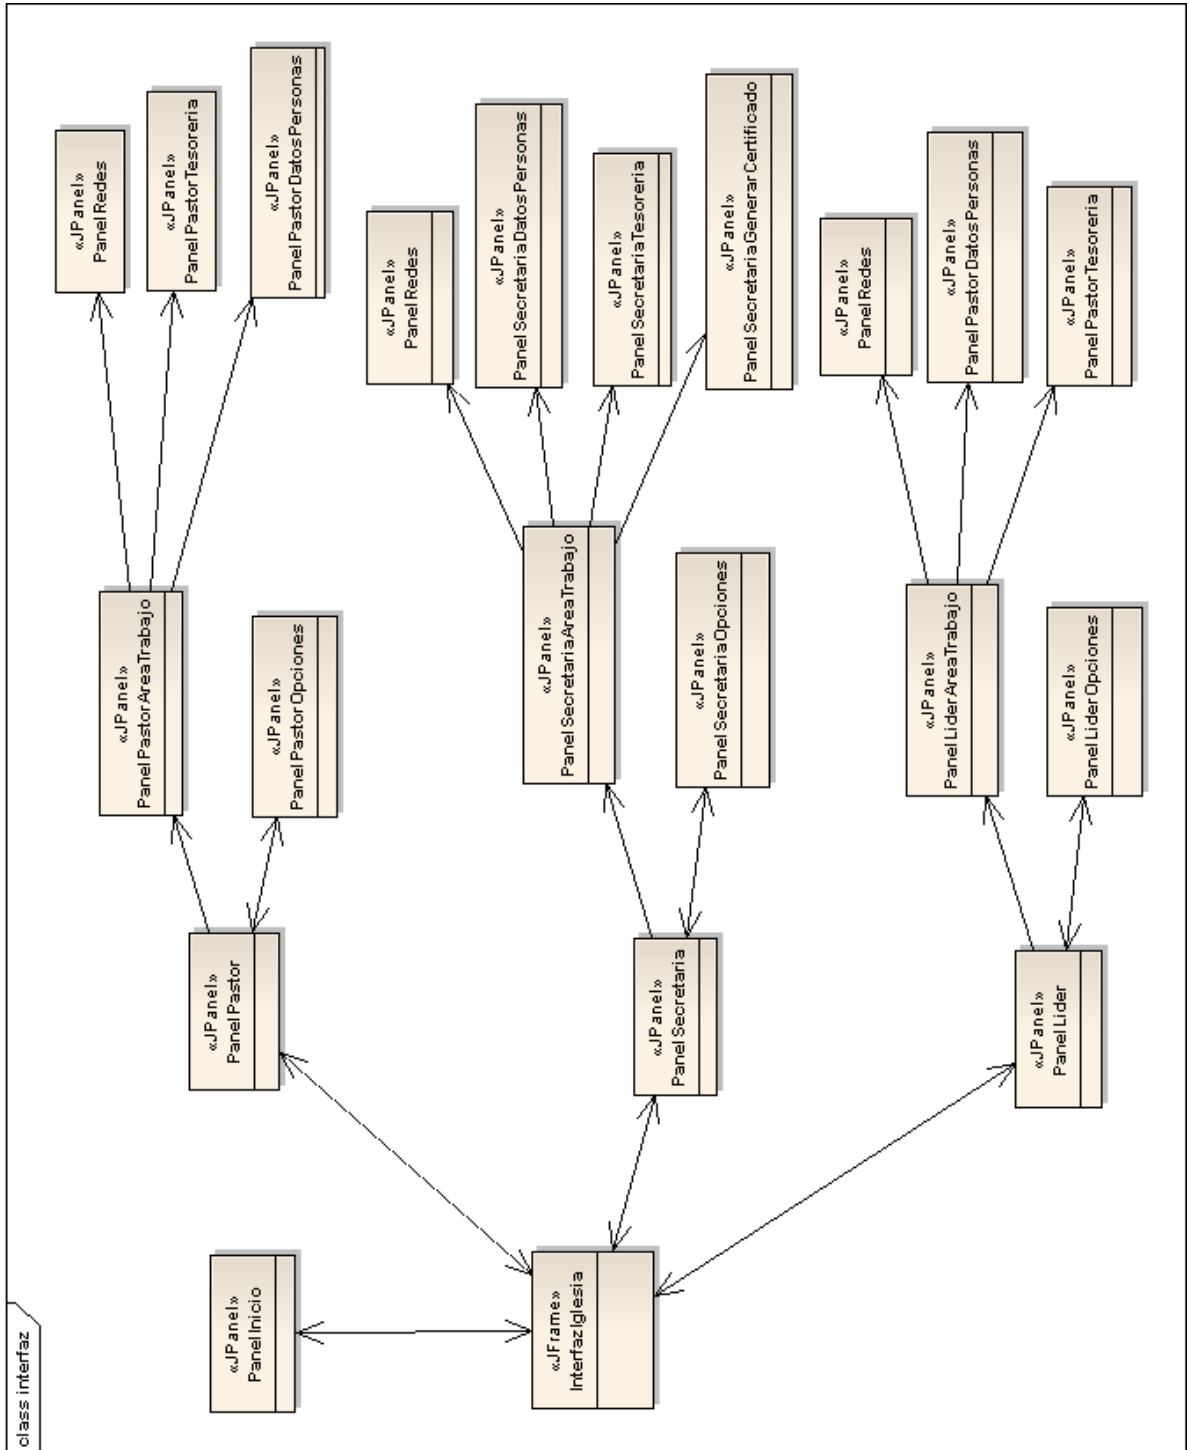 class interfaz
«JPanel»
PanelInicio
«JFrame»
InterfazIglesia
«JPanel»
PanelPastor
«JPanel»
PanelSecretaria
«JPanel»
PanelLider
«JPanel»
PanelPastorAreaTrabajo
«JPanel»
PanelPastorOpciones
«JPanel»
PanelSecretariaAreaTrabajo
«JPanel»
PanelSecretariaOpciones
«JPanel»
PanelLiderAreaTrabajo
«JPanel»
PanelLiderOpciones
«JPanel»
PanelRedes
«JPanel»
PanelPastorTesoreria
«JPanel»
PanelPastorDatosPersonas
«JPanel»
PanelRedes
«JPanel»
PanelSecretariaDatosPersonas
«JPanel»
PanelSecretariaTesoreria
«JPanel»
PanelSecretariaGenerarCertificado
«JPanel»
PanelRedes
«JPanel»
PanelPastorDatosPersonas
«JPanel»
PanelPastorTesoreria